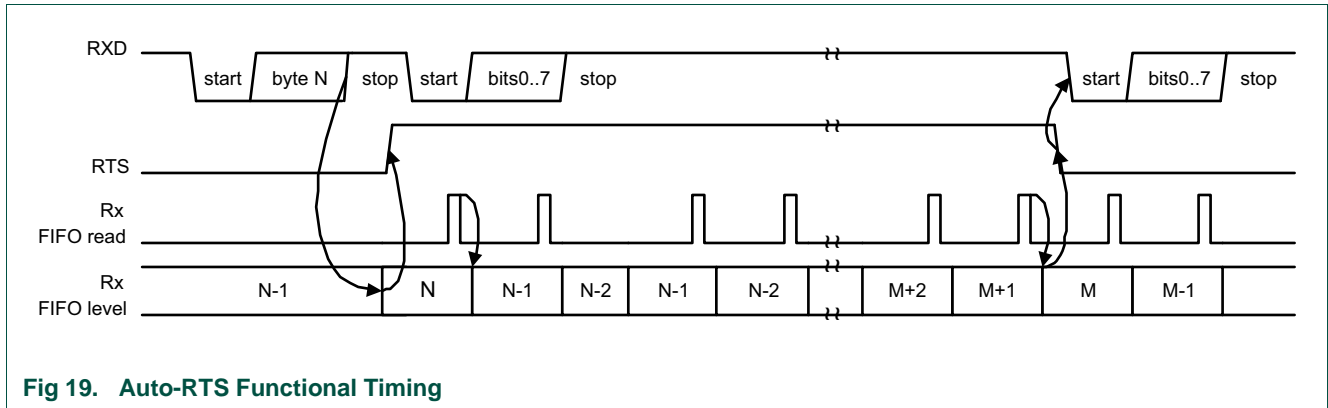 RXD
start byte N stop start bits0..7 stop start bits0..7 stop
RTS
Rx
FIFO read
Rx
FIFO level
N-1 N N-1 N-2 N-1 N-2 M+2 M+1 M M-1
Fig 19. Auto-RTS Functional Timing